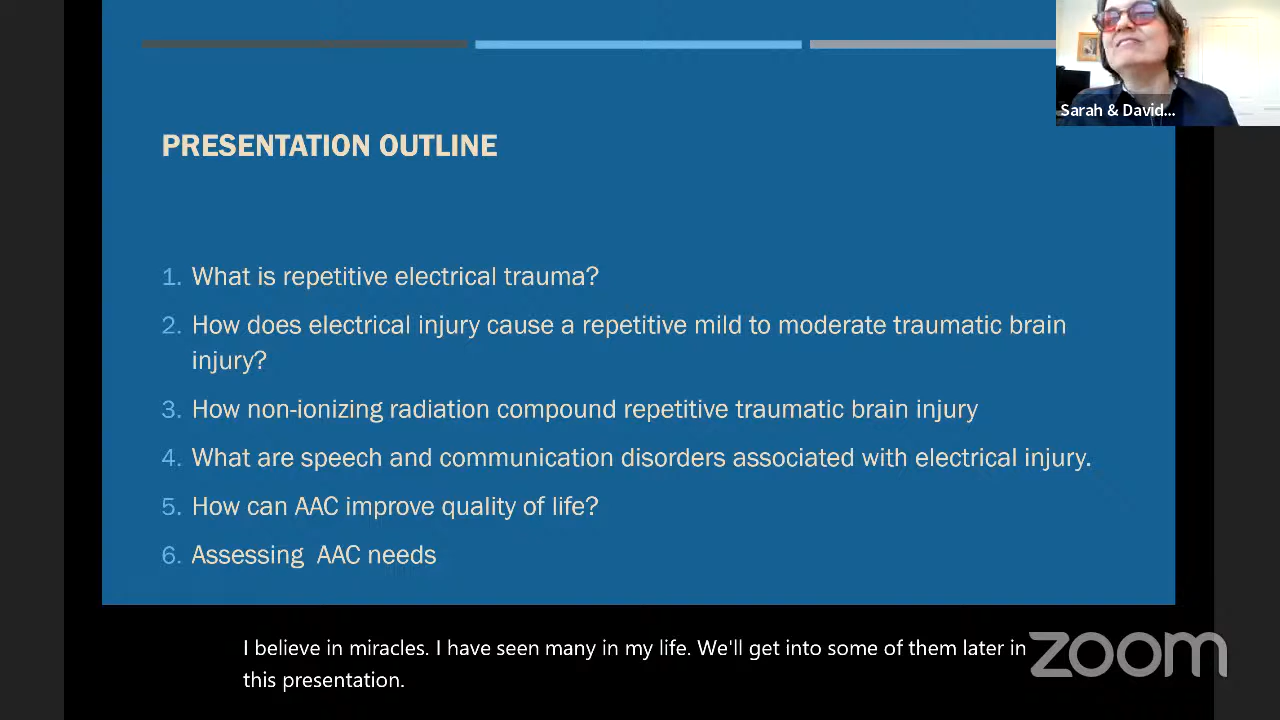 Sarah & David...
PRESENTATION OUTLINE
1. What is repetitive electrical trauma?
2. How does electrical injury cause a repetitive mild to moderate traumatic brain
injury?
3. How non-ionizing radiation compound repetitive traumatic brain injury
4. What are speech and communication disorders associated with electrical injury.
5. How can AAC improve quality of life?
6. Assessing  AAC needs
I believe in miracles. I have seen many in my life. We'll get into some of them later in
this presentation.
zoom